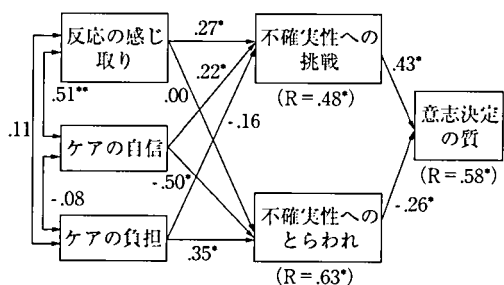 反応の感じ
取り
.27*
不確実性への
挑戦
.22*
.43*
.51**
.00
(R=.48*)
意志決定
の質
.11
-.16
ケアの自信
(R=.58*)
-.50*
-.08
不確実性への
とらわれ
-.26*
ケアの負担
.35*
(R=.63*)